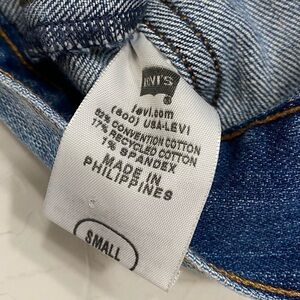 LEVI'S
®
levi.com
(800) USA-LEVI
82% CONVENTION COTTON
17% RECYCLED COTTON
1% SPANDEX
MADE IN
PHILIPPINES
SMALL